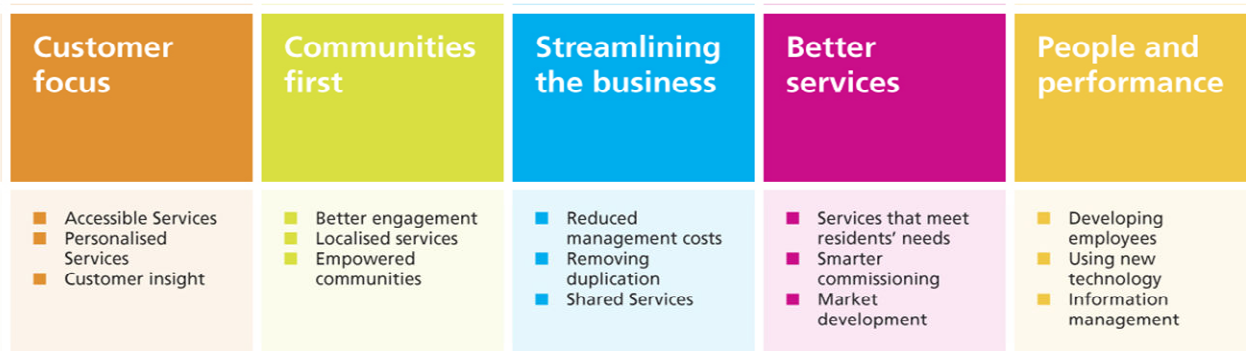 Customer
focus
Communities
first
Streamlining
the business
Better
services
People and
performance
Accessible Services
Personalised
Services
Customer insight
Better engagement
Localised services
Empowered
communities
Reduced
management costs
Removing
duplication
Shared Services
Services that meet
residents’ needs
Smarter
commissioning
Market
development
Developing
employees
Using new
technology
Information
management